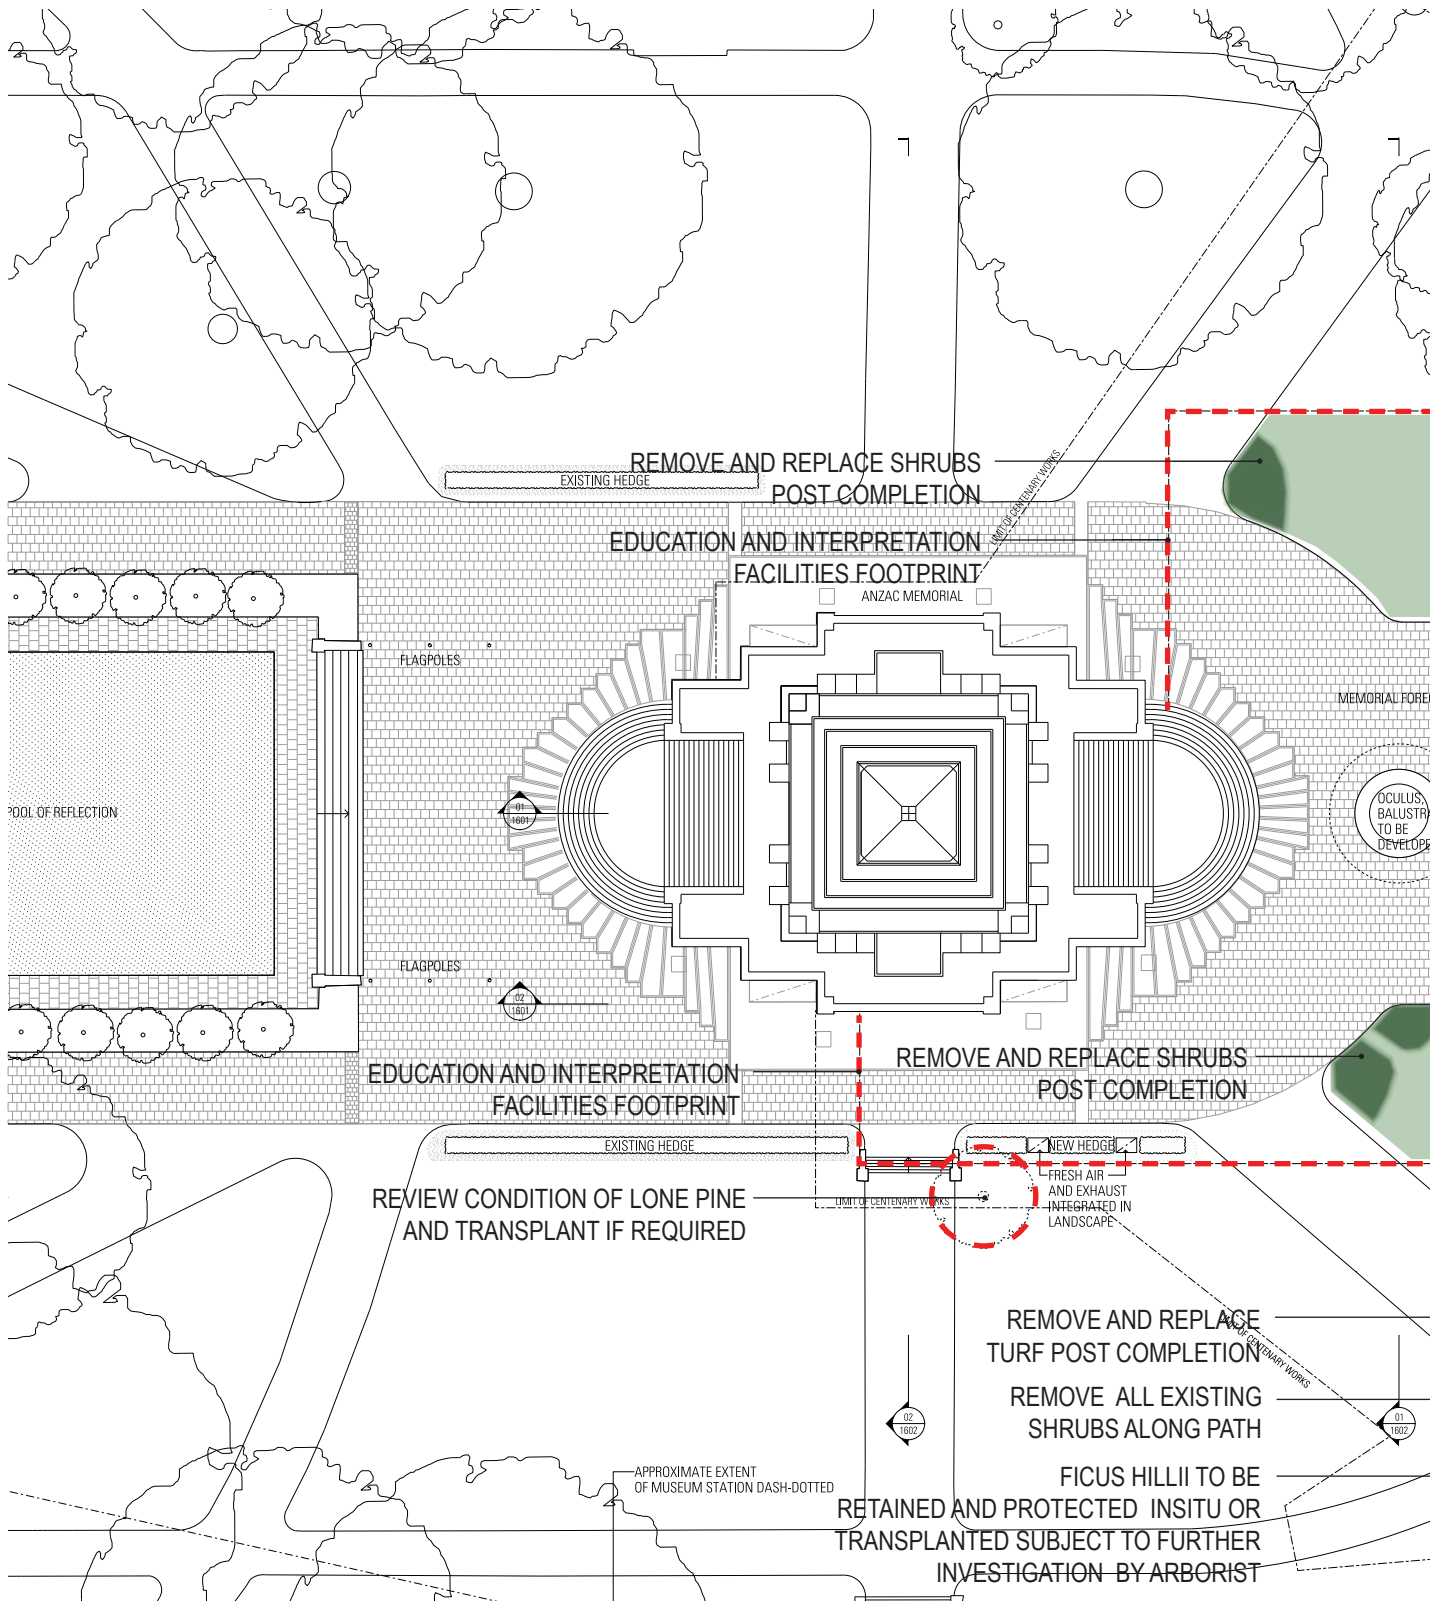 REMOVE AND REPLACE SHRUBS
POST COMPLETION
EXISTING HEDGE
LIMIT OF CENTENARY WORKS
EDUCATION AND INTERPRETATION
FACILITIES FOOTPRINT
ANZAC MEMORIAL
FLAGPOLES
MEMORIAL FORE
POOL OF REFLECTION
01
1601
OCULUS,
BALUSTRA
TO BE
DEVELOPE
FLAGPOLES
02
1601
EDUCATION AND INTERPRETATION
FACILITIES FOOTPRINT
REMOVE AND REPLACE SHRUBS
POST COMPLETION
EXISTING HEDGE
NEW HEDGE
FRESH AIR
AND EXHAUST
INTEGRATED IN
LANDSCAPE
REVIEW CONDITION OF LONE PINE
AND TRANSPLANT IF REQUIRED
LIMIT OF CENTENARY WORKS
REMOVE AND REPLACE
TURF POST COMPLETION
LIMIT OF CENTENARY WORKS
REMOVE ALL EXISTING
SHRUBS ALONG PATH
02
1602
01
1602
APPROXIMATE EXTENT
OF MUSEUM STATION DASH-DOTTED
FICUS HILLII TO BE
RETAINED AND PROTECTED INSITU OR
TRANSPLANTED SUBJECT TO FURTHER
INVESTIGATION BY ARBORIST